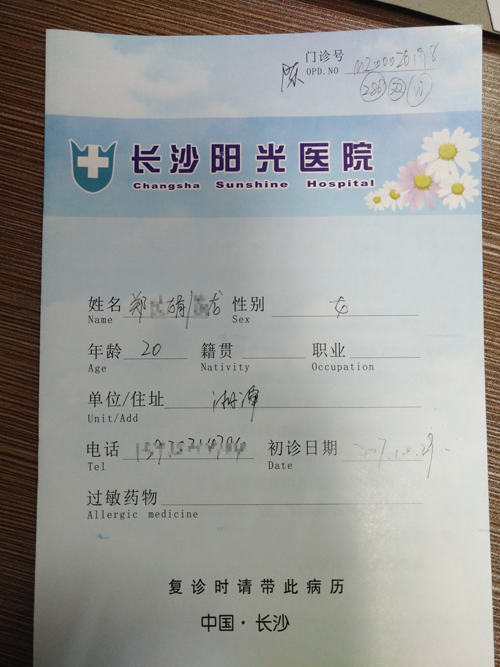 门诊号
OPD.NO
陈
长沙阳光医院
Changsha Sunshine Hospital
姓名 郑 性别 女
Name Sex
年龄 20 籍贯 职业
Age Nativity Occupation
单位/住址 湘潭
Unit/Add
电话 初诊日期
Tel Date
过敏药物
Allergic medicine
复诊时请带此病历
中国·长沙